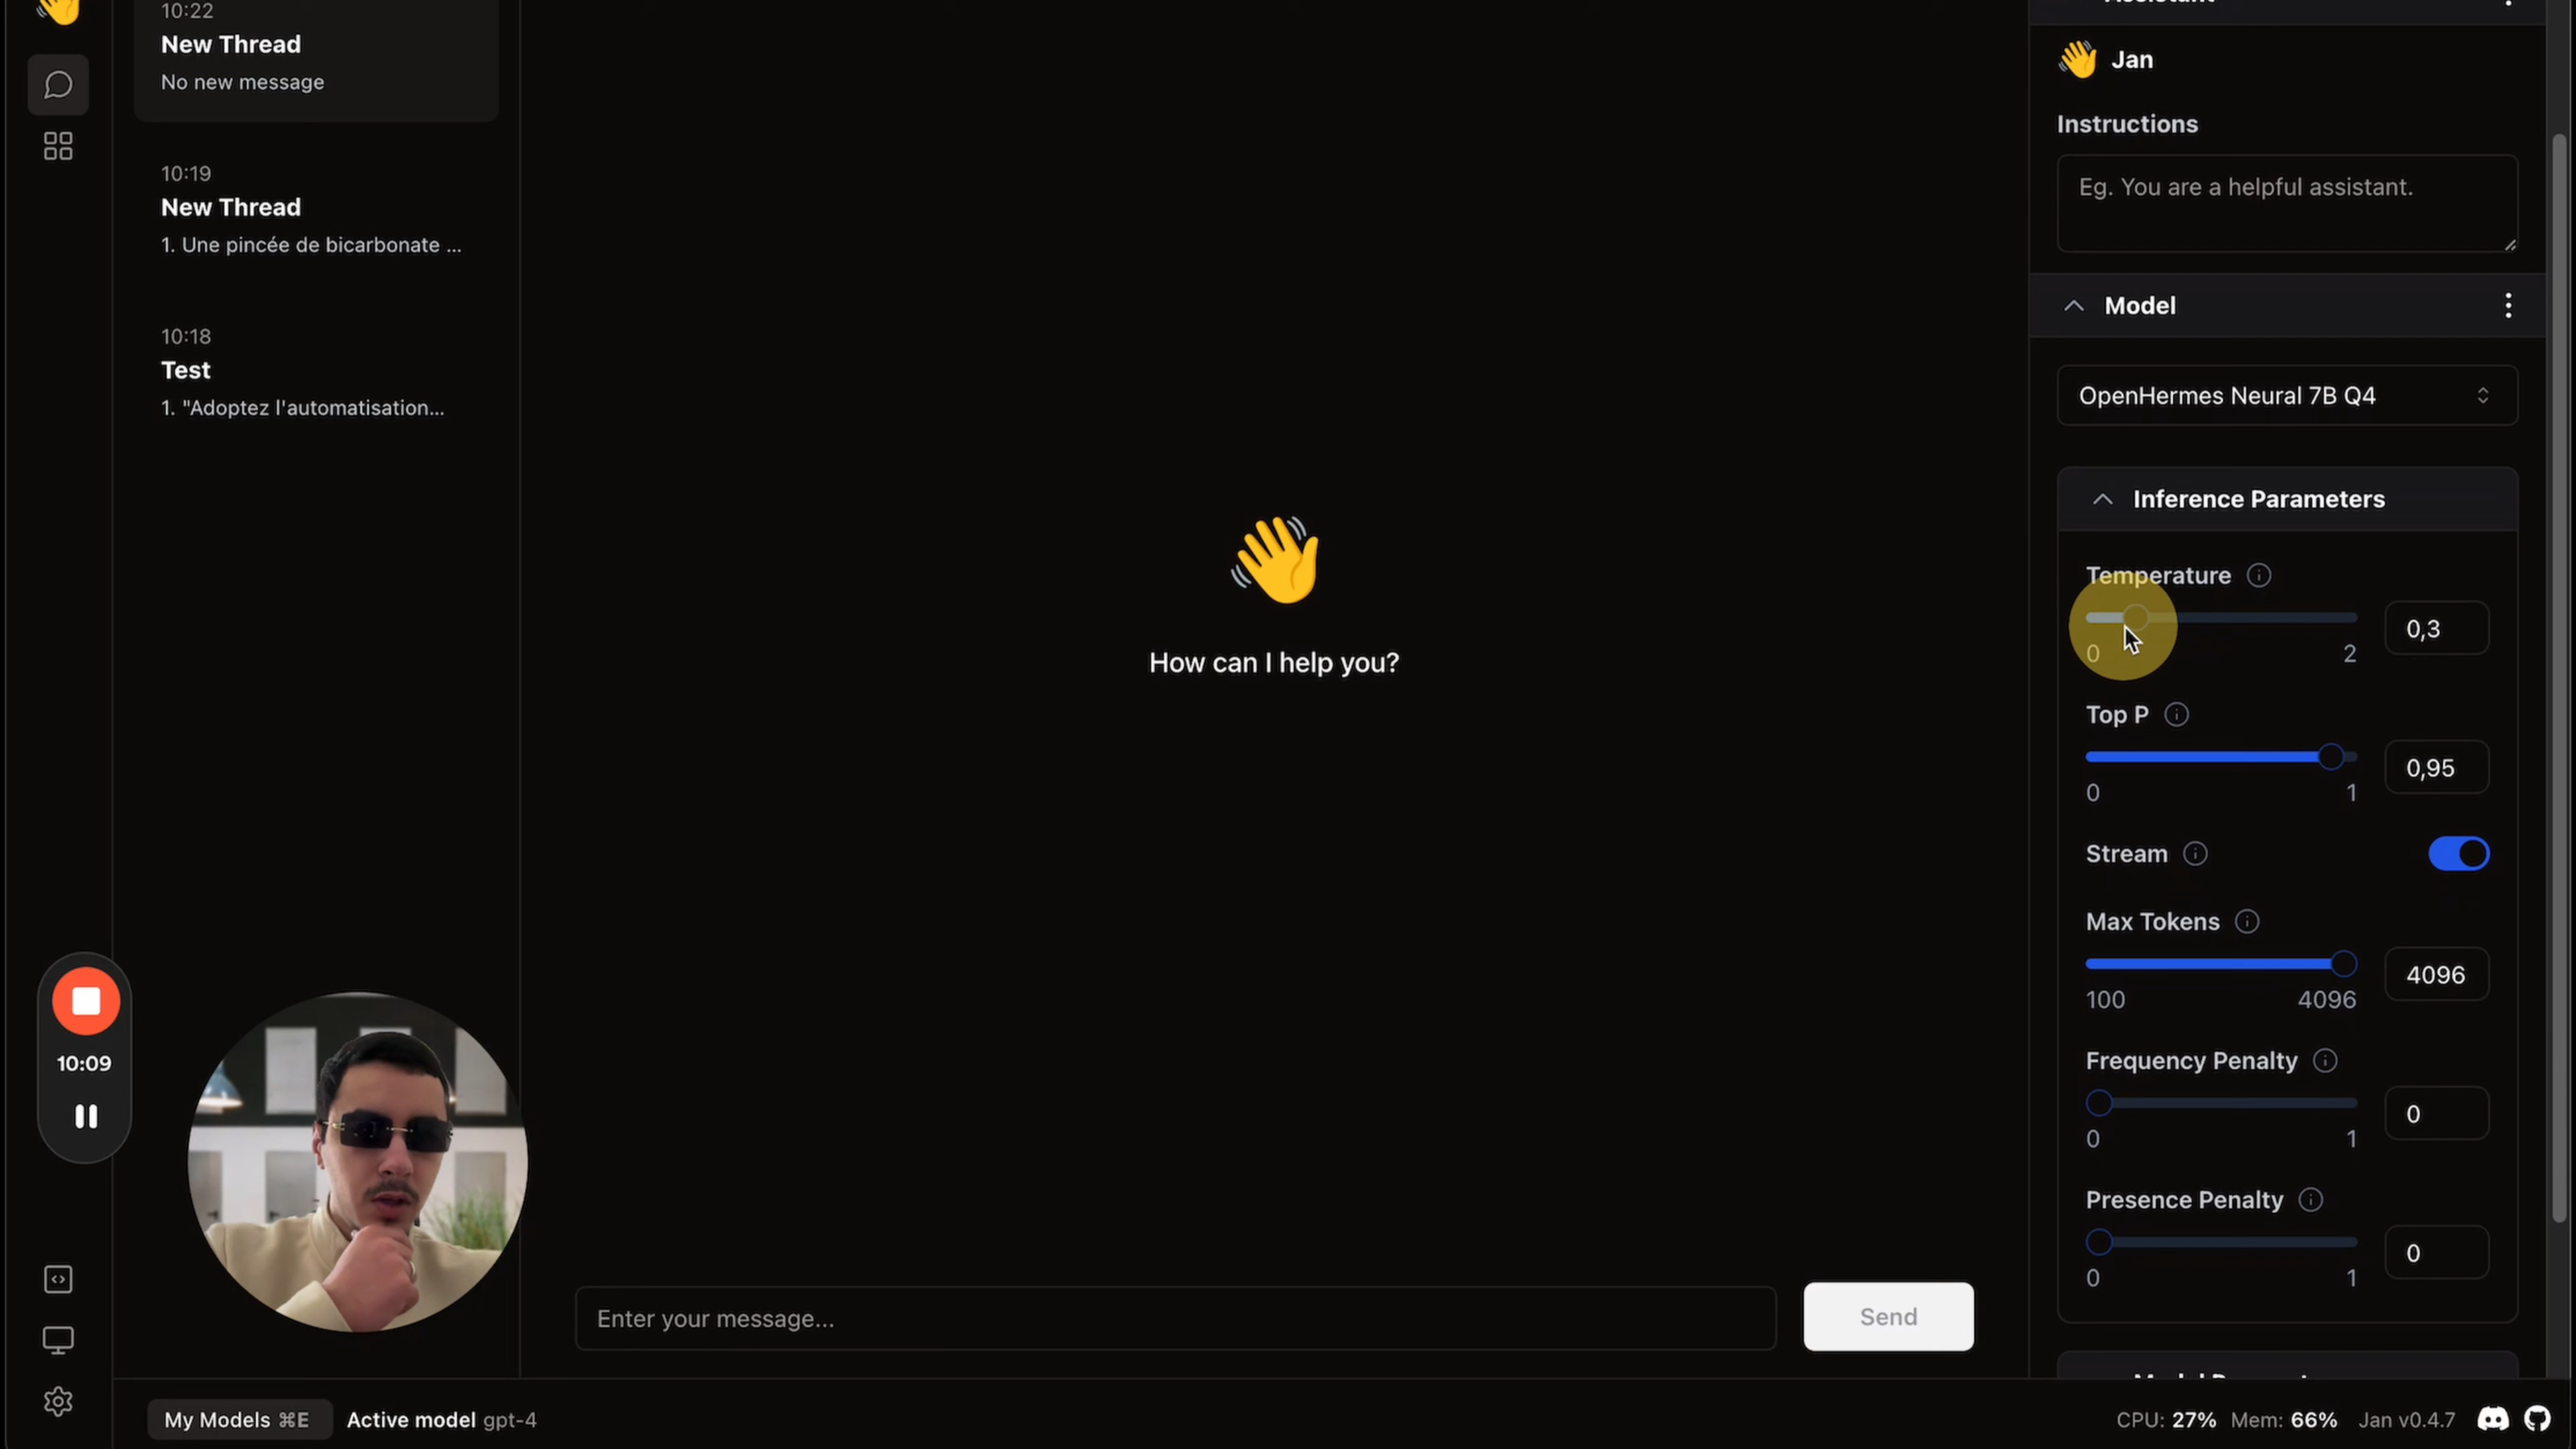 10:22
New Thread
No new message
10:19
New Thread
1. Une pincée de bicarbonate ...
10:18
Test
1. "Adoptez l'automatisation...
10:09
How can I help you?
Enter your message...
Send
Jan
Instructions
Eg. You are a helpful assistant.
Model
OpenHermes Neural 7B Q4
Inference Parameters
Temperature
0,3
0 2
Top P
0,95
0 1
Stream
Max Tokens
4096
100 4096
Frequency Penalty
0
0 1
Presence Penalty
0
0 1
My Models ⌘E Active model gpt-4
CPU: 27% Mem: 66% Jan v0.4.7